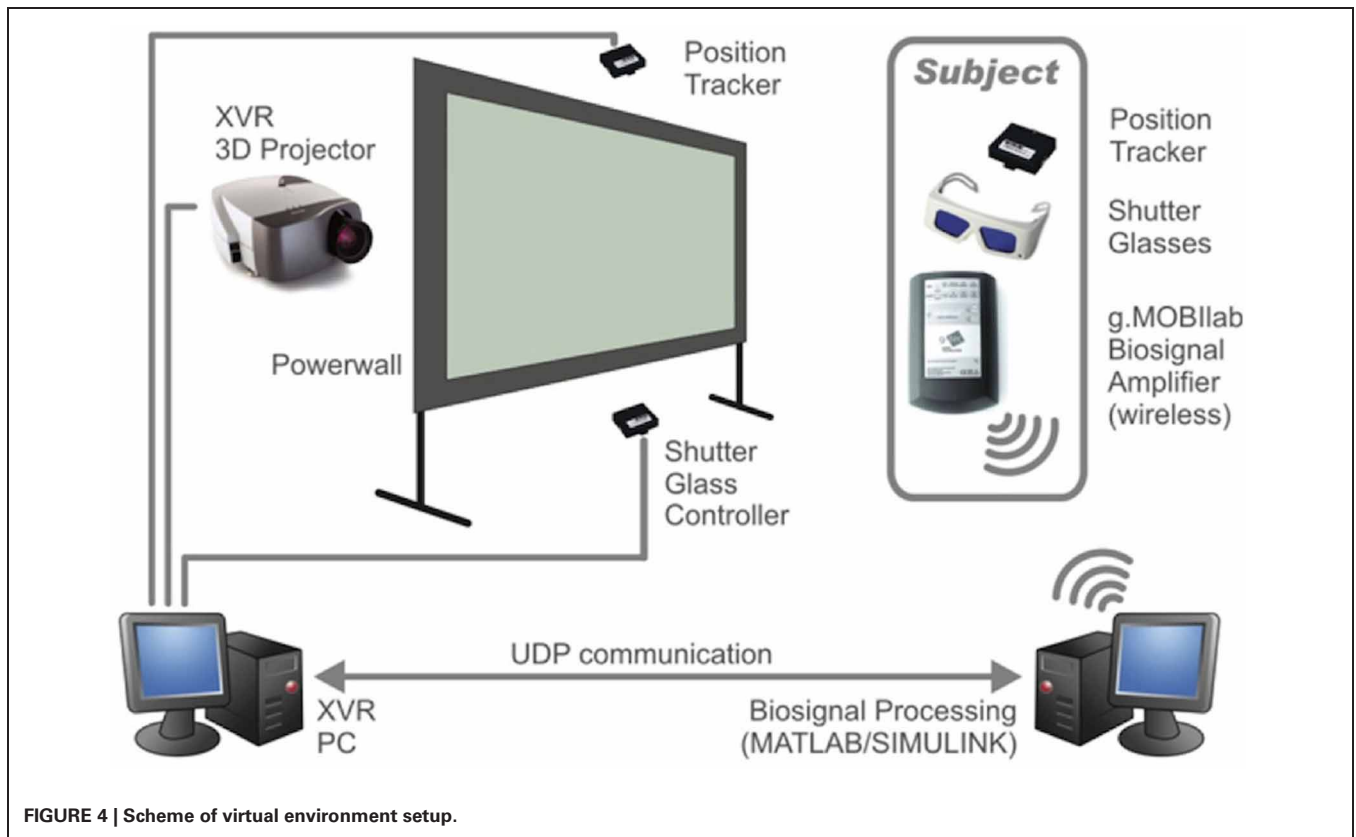 Position
Tracker
XVR
3D Projector
Powerwall
Shutter
Glass
Controller
Subject
Position
Tracker
Shutter
Glasses
g.MOBIlab
Biosignal
Amplifier
(wireless)
UDP communication
XVR
PC
Biosignal Processing
(MATLAB/SIMULINK)
FIGURE 4 | Scheme of virtual environment setup.